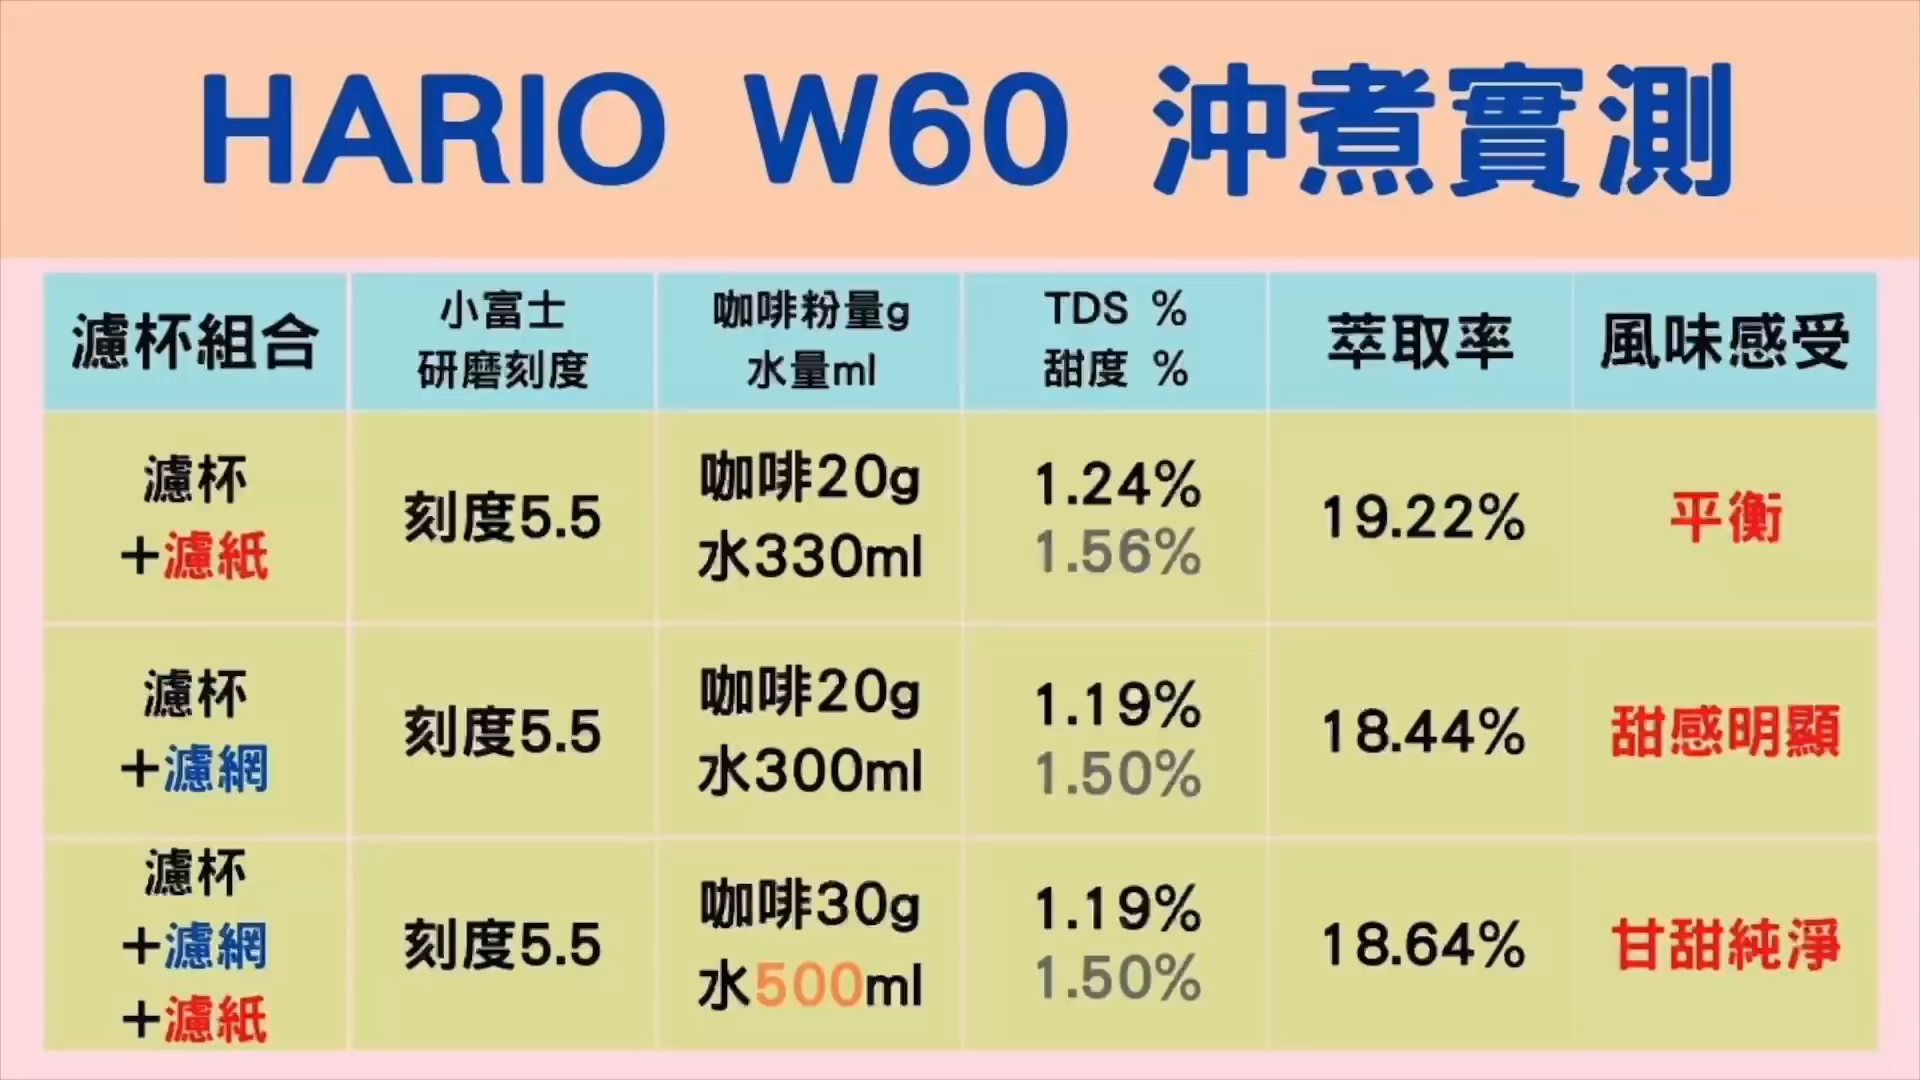 HARIO W60 沖煮實測
濾杯組合
小富士
研磨刻度
咖啡粉量g
水量ml
TDS %
甜度 %
萃取率
風味感受
濾杯
+濾紙
刻度5.5
咖啡20g
水330ml
1.24%
1.56%
19.22%
平衡
濾杯
+濾網
刻度5.5
咖啡20g
水300ml
1.19%
1.50%
18.44%
甜感明顯
濾杯
+濾網
+濾紙
刻度5.5
咖啡30g
水500ml
1.19%
1.50%
18.64%
甘甜純淨